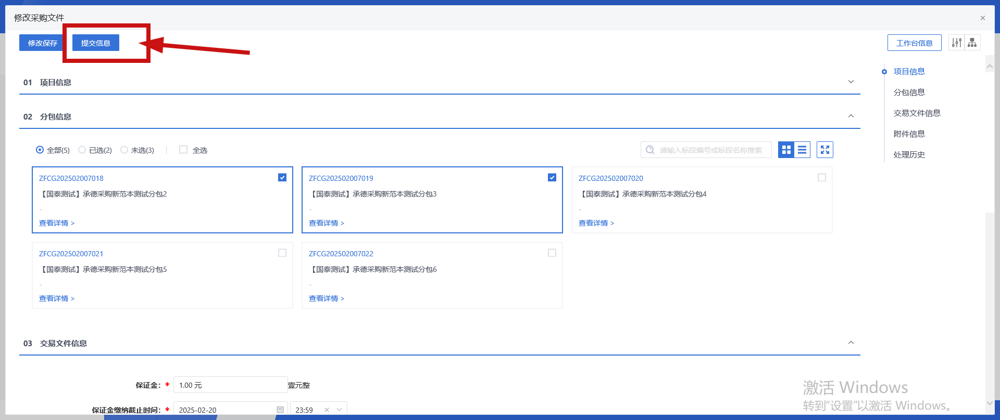 修改采购文件
修改保存
提交信息
工作台信息
01 项目信息
02 分包信息
全部(5) 已选(2) 未选(3) 全选
请输入标段编号或标段名称搜索
ZFCG202502007018
【国泰测试】承德采购新范本测试分包2
-
查看详情 >
ZFCG202502007019
【国泰测试】承德采购新范本测试分包3
-
查看详情 >
ZFCG202502007020
【国泰测试】承德采购新范本测试分包4
-
查看详情 >
ZFCG202502007021
【国泰测试】承德采购新范本测试分包5
-
查看详情 >
ZFCG202502007022
【国泰测试】承德采购新范本测试分包6
-
查看详情 >
03 交易文件信息
保证金：* 1.00 元 壹元整
保证金缴纳截止时间：* 2025-02-20 23:59
项目信息
分包信息
交易文件信息
附件信息
处理历史
激活 Windows
转到“设置”以激活 Windows。